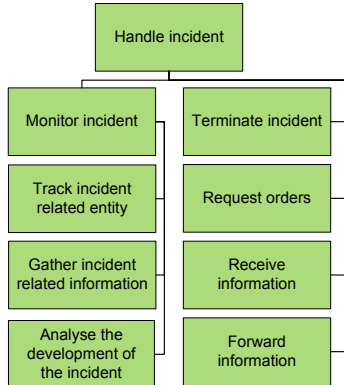 Handle incident
Monitor incident
Track incident
related entity
Gather incident
related information
Analyse the
development of
the incident
Terminate incident
Request orders
Receive
information
Forward
information